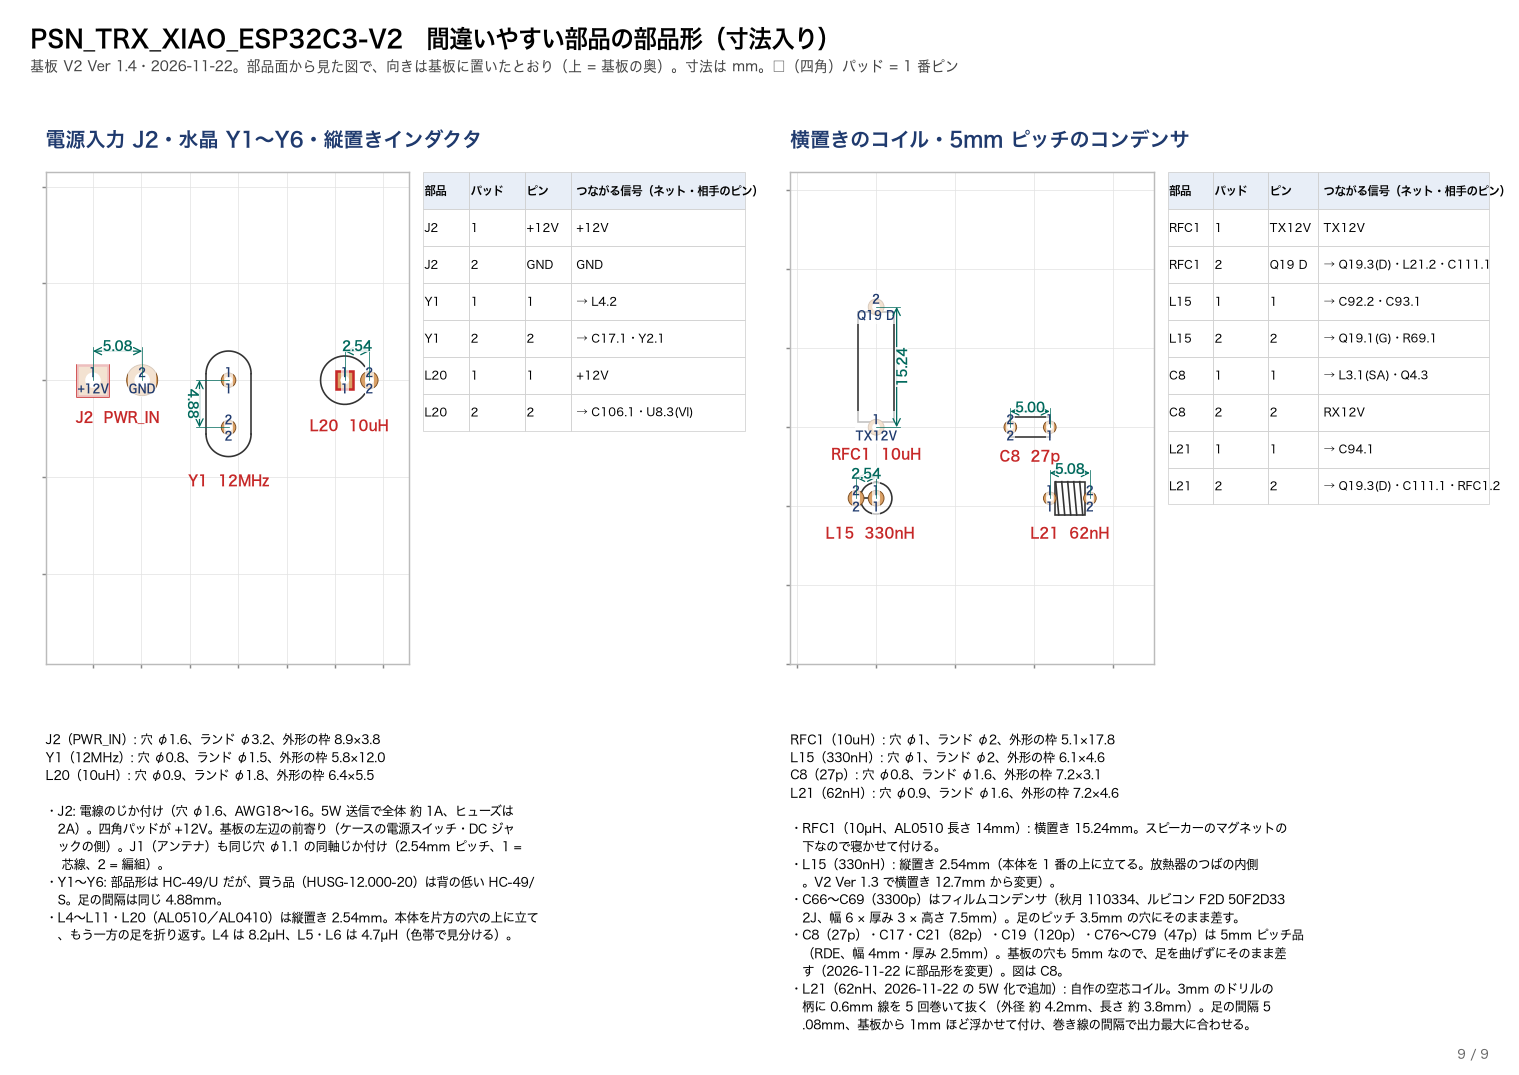 PSN_TRX_XIAO_ESP32C3-V2 間違いやすい部品の部品形（寸法入り）
基板 V2 Ver 1.4・2026-11-22。部品面から見た図で、向きは基板に置いたとおり（上 = 基板の奥）。寸法は mm。□（四角）パッド = 1 番ピン
電源入力 J2・水晶 Y1～Y6・縦置きインダクタ
5.08
1
+12V
2
GND
J2 PWR_IN
4.88
1
1
2
2
Y1 12MHz
2.54
1
1
2
2
L20 10uH
部品 パッド ピン つながる信号（ネット・相手のピン）
J2 1 +12V +12V
J2 2 GND GND
Y1 1 1 → L4.2
Y1 2 2 → C17.1・Y2.1
L20 1 1 +12V
L20 2 2 → C106.1・U8.3(VI)
J2（PWR_IN）: 穴 φ1.6、ランド φ3.2、外形の枠 8.9×3.8
Y1（12MHz）: 穴 φ0.8、ランド φ1.5、外形の枠 5.8×12.0
L20（10uH）: 穴 φ0.9、ランド φ1.8、外形の枠 6.4×5.5
・J2: 電線のじか付け（穴 φ1.6、AWG18～16。5W 送信で全体 約 1A、ヒューズは
2A）。四角パッドが +12V。基板の左辺の前寄り（ケースの電源スイッチ・DC ジャ
ックの側）。J1（アンテナ）も同じ穴 φ1.1 の同軸じか付け（2.54mm ピッチ、1 =
芯線、2 = 編組）。
・Y1～Y6: 部品形は HC-49/U だが、買う品（HUSG-12.000-20）は背の低い HC-49/
S。足の間隔は同じ 4.88mm。
・L4～L11・L20（AL0510／AL0410）は縦置き 2.54mm。本体を片方の穴の上に立て
、もう一方の足を折り返す。L4 は 8.2μH、L5・L6 は 4.7μH（色帯で見分ける）。
横置きのコイル・5mm ピッチのコンデンサ
2
Q19 D
15.24
1
TX12V
RFC1 10uH
5.00
2
2
1
1
C8 27p
2.54
2
2
1
1
L15 330nH
5.08
1
1
2
2
L21 62nH
部品 パッド ピン つながる信号（ネット・相手のピン）
RFC1 1 TX12V TX12V
RFC1 2 Q19 D → Q19.3(D)・L21.2・C111.1
L15 1 1 → C92.2・C93.1
L15 2 2 → Q19.1(G)・R69.1
C8 1 1 → L3.1(SA)・Q4.3
C8 2 2 RX12V
L21 1 1 → C94.1
L21 2 2 → Q19.3(D)・C111.1・RFC1.2
RFC1（10uH）: 穴 φ1、ランド φ2、外形の枠 5.1×17.8
L15（330nH）: 穴 φ1、ランド φ2、外形の枠 6.1×4.6
C8（27p）: 穴 φ0.8、ランド φ1.6、外形の枠 7.2×3.1
L21（62nH）: 穴 φ0.9、ランド φ1.6、外形の枠 7.2×4.6
・RFC1（10μH、AL0510 長さ 14mm）: 横置き 15.24mm。スピーカーのマグネットの
下なので寝かせて付ける。
・L15（330nH）: 縦置き 2.54mm（本体を 1 番の上に立てる。放熱器のつばの内側
。V2 Ver 1.3 で横置き 12.7mm から変更）。
・C66～C69（3300p）はフィルムコンデンサ（秋月 110334、ルビコン F2D 50F2D33
2J、幅 6 × 厚み 3 × 高さ 7.5mm）。足のピッチ 3.5mm の穴にそのまま差す。
・C8（27p）・C17・C21（82p）・C19（120p）・C76～C79（47p）は 5mm ピッチ品
（RDE、幅 4mm・厚み 2.5mm）。基板の穴も 5mm なので、足を曲げずにそのまま差
す（2026-11-22 に部品形を変更）。図は C8。
・L21（62nH、2026-11-22 の 5W 化で追加）: 自作の空芯コイル。3mm のドリルの
柄に 0.6mm 線を 5 回巻いて抜く（外径 約 4.2mm、長さ 約 3.8mm）。足の間隔 5
.08mm、基板から 1mm ほど浮かせて付け、巻き線の間隔で出力最大に合わせる。
9 / 9